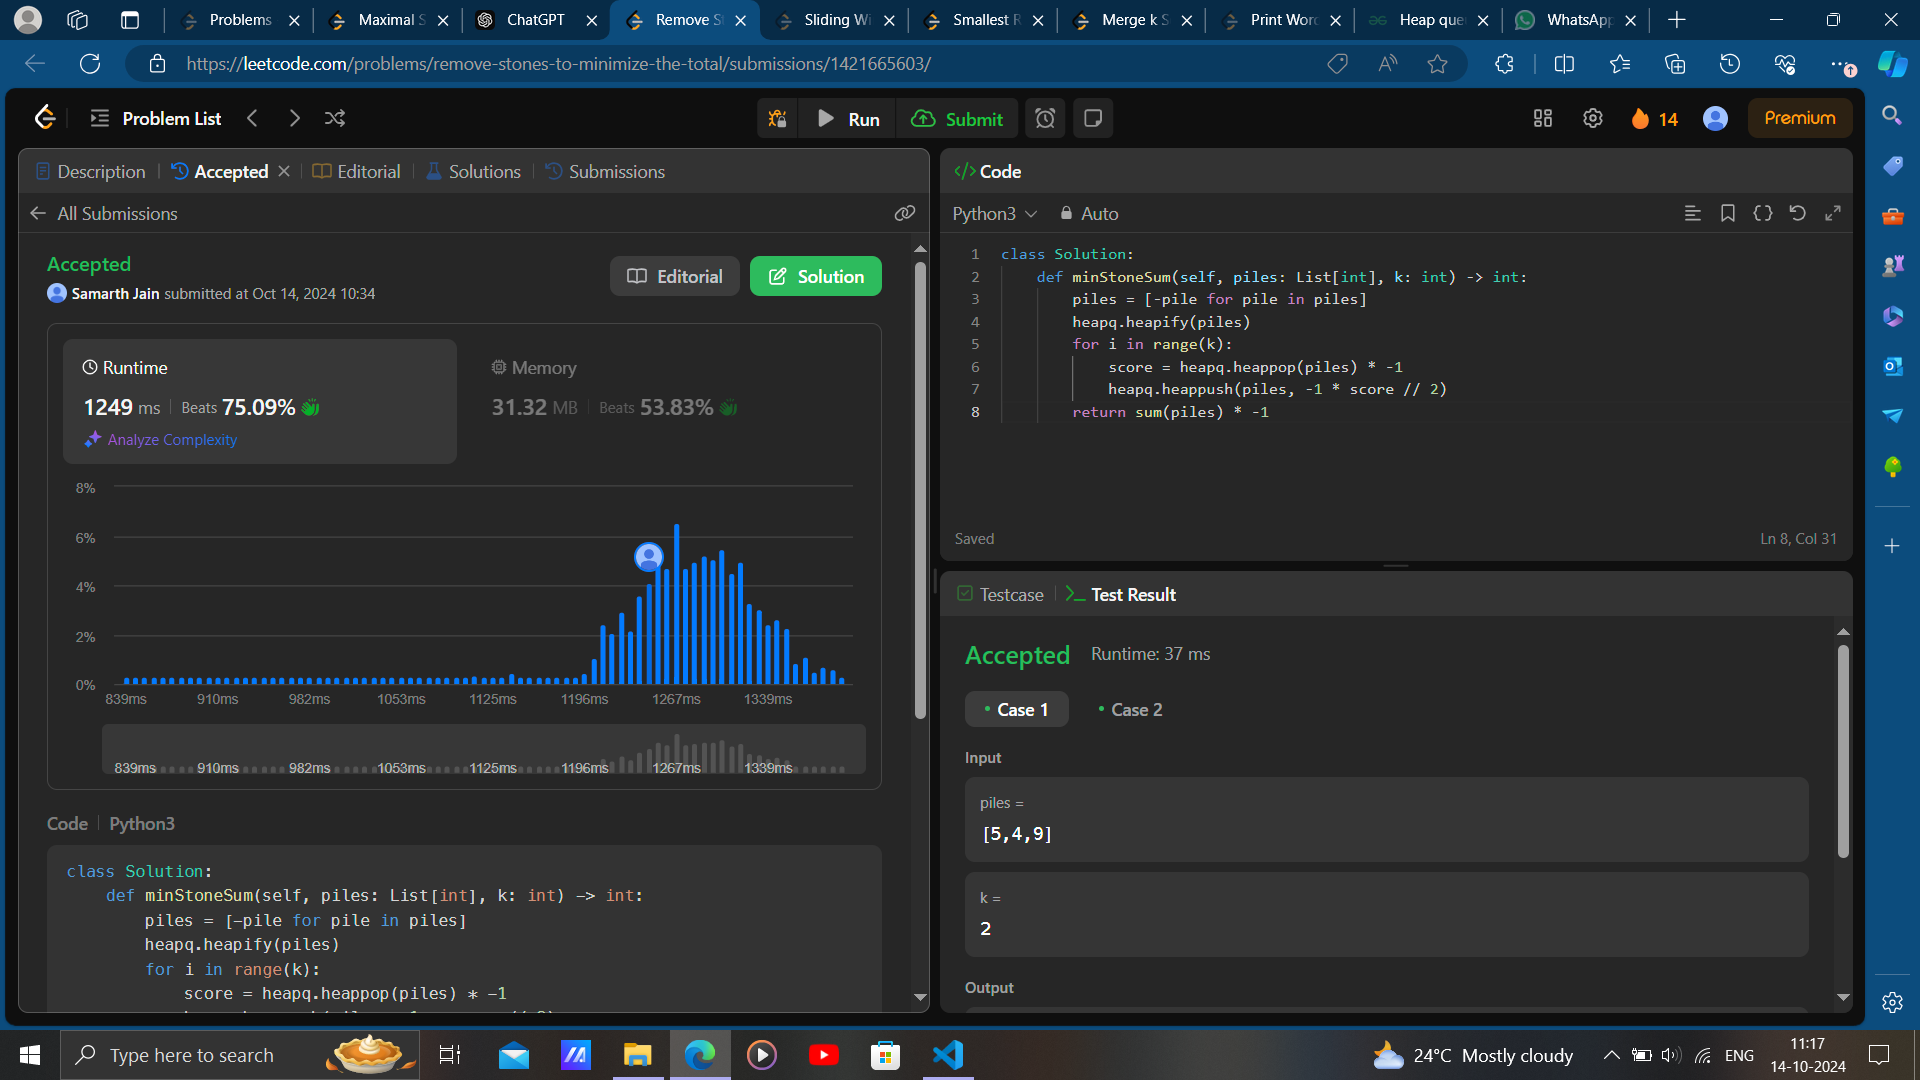 Problems
Maximal S
ChatGPT
Remove St
Sliding Wi
Smallest R
Merge k S
Print Word
Heap que
WhatsApp
https://leetcode.com/problems/remove-stones-to-minimize-the-total/submissions/1421665603/
Problem List
Run
Submit
14
Premium
Description
Accepted
Editorial
Solutions
Submissions
All Submissions
Accepted
Samarth Jain submitted at Oct 14, 2024 10:34
Editorial
Solution
Runtime
1249 ms
Beats 75.09%
Analyze Complexity
Memory
31.32 MB
Beats 53.83%
8%
6%
4%
2%
0%
839ms 910ms 982ms 1053ms 1125ms 1196ms 1267ms 1339ms
839ms 910ms 982ms 1053ms 1125ms 1196ms 1267ms 1339ms
Code
Python3
class Solution:
    def minStoneSum(self, piles: List[int], k: int) -> int:
        piles = [-pile for pile in piles]
        heapq.heapify(piles)
        for i in range(k):
            score = heapq.heappop(piles) * -1
Code
Python3
Auto
1 class Solution:
2     def minStoneSum(self, piles: List[int], k: int) -> int:
3         piles = [-pile for pile in piles]
4         heapq.heapify(piles)
5         for i in range(k):
6             score = heapq.heappop(piles) * -1
7             heapq.heappush(piles, -1 * score // 2)
8         return sum(piles) * -1
Saved
Ln 8, Col 31
Testcase
Test Result
Accepted
Runtime: 37 ms
• Case 1
• Case 2
Input
piles =
[5,4,9]
k =
2
Output
Type here to search
24°C Mostly cloudy
ENG
11:17
14-10-2024